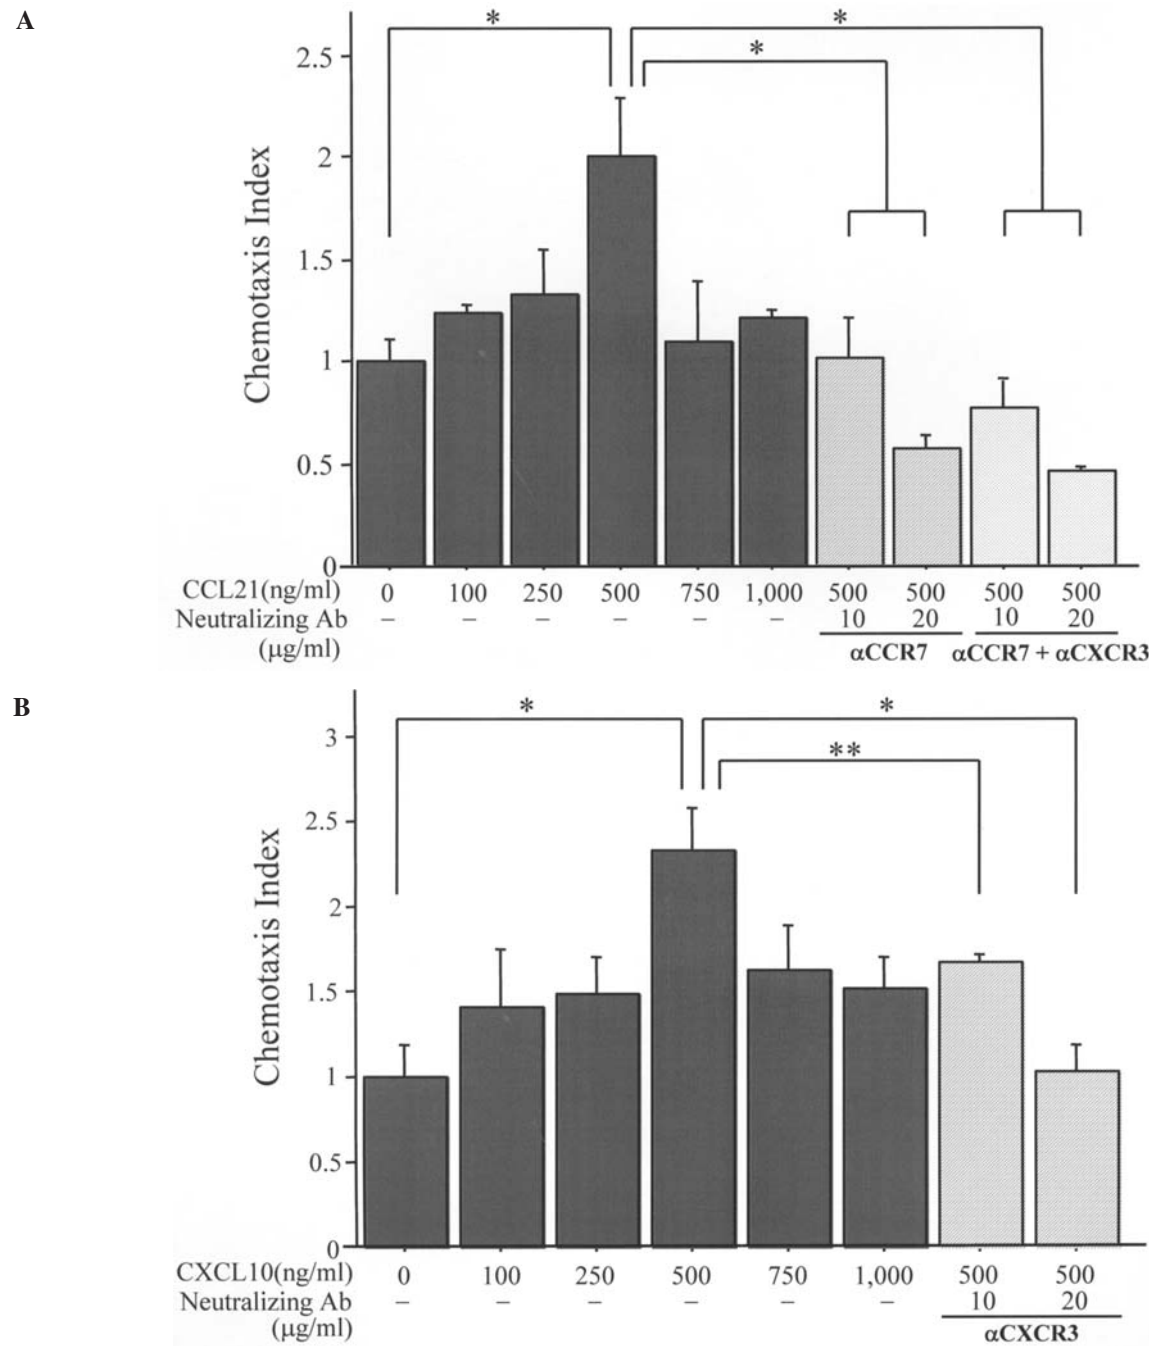 A
*
*
*
2.5
2
1.5
1
0.5
0
Chemotaxis Index
CCL21(ng/ml) 0 100 250 500 750 1,000 500 500 500 500
Neutralizing Ab – – – – – – 10 20 10 20
(μg/ml) αCCR7 αCCR7 + αCXCR3
B
*
*
**
3
2.5
2
1.5
1
0.5
0
Chemotaxis Index
CXCL10(ng/ml) 0 100 250 500 750 1,000 500 500
Neutralizing Ab – – – – – – 10 20
(μg/ml) αCXCR3